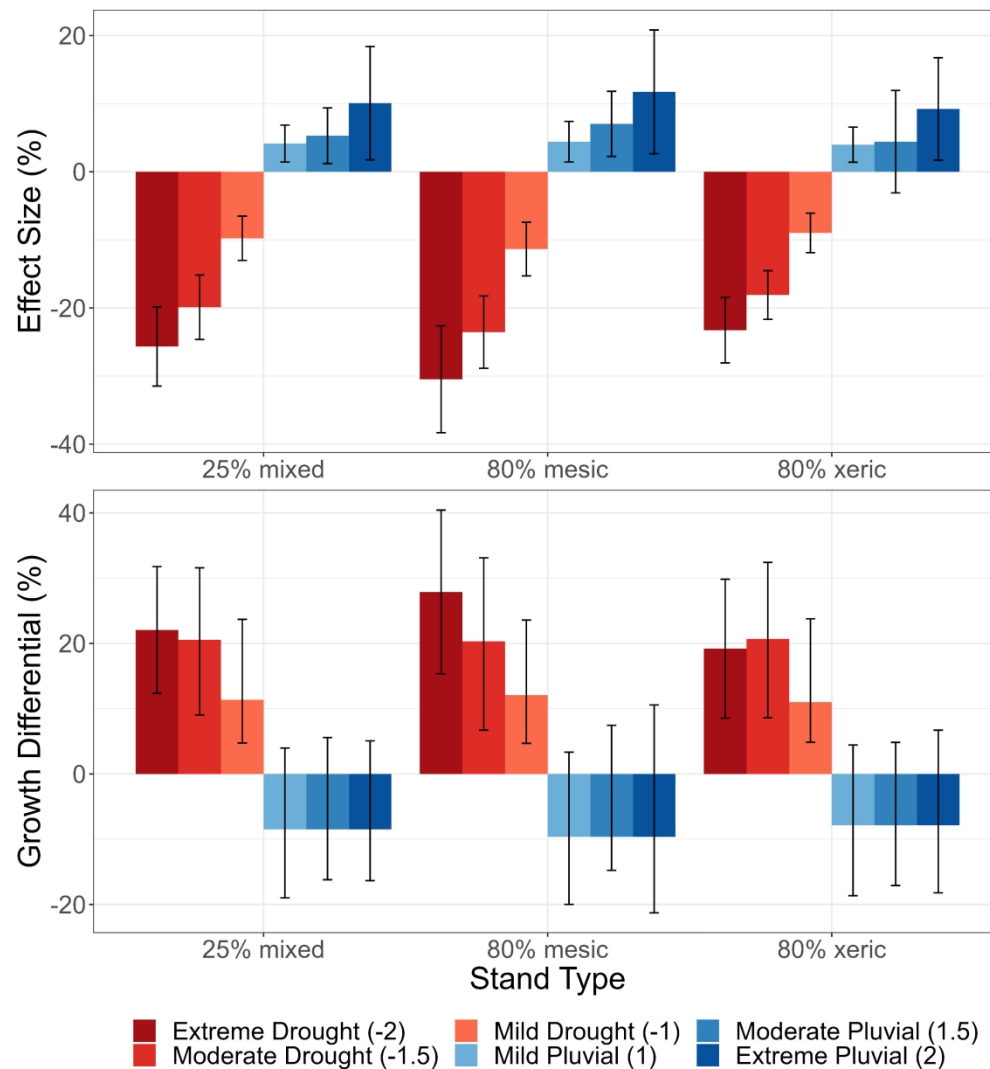 Effect Size (%)
20
0
-20
-40
25% mixed 80% mesic 80% xeric
Growth Differential (%)
40
20
0
-20
25% mixed 80% mesic 80% xeric
Stand Type
Extreme Drought (-2) Mild Drought (-1) Moderate Pluvial (1.5)
Moderate Drought (-1.5) Mild Pluvial (1) Extreme Pluvial (2)